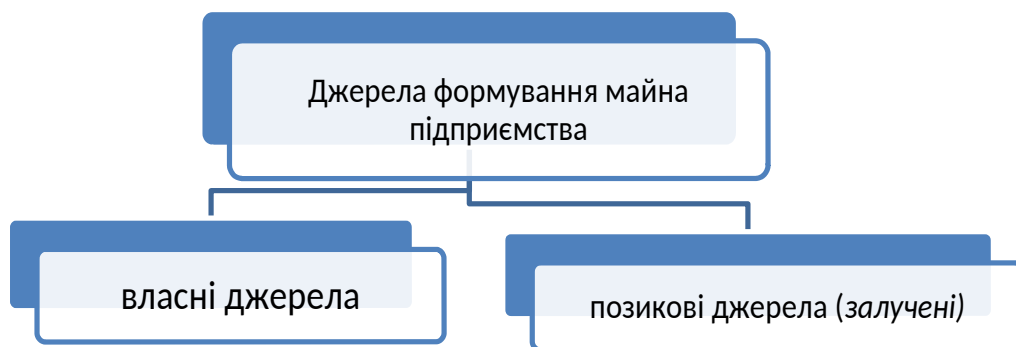 Джерела формування майна
підприємства
власні джерела
позикові джерела (залучені)